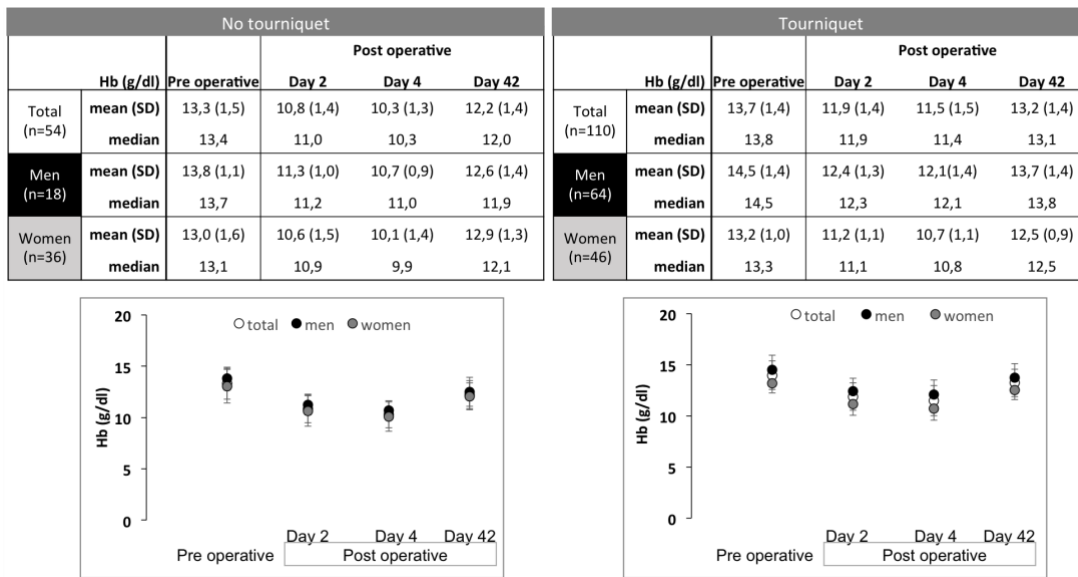 No tourniquet
Post operative
Hb (g/dl) Pre operative Day 2 Day 4 Day 42
Total (n=54) mean (SD) 13,3 (1,5) 10,8 (1,4) 10,3 (1,3) 12,2 (1,4)
median 13,4 11,0 10,3 12,0
Men (n=18) mean (SD) 13,8 (1,1) 11,3 (1,0) 10,7 (0,9) 12,6 (1,4)
median 13,7 11,2 11,0 11,9
Women (n=36) mean (SD) 13,0 (1,6) 10,6 (1,5) 10,1 (1,4) 12,9 (1,3)
median 13,1 10,9 9,9 12,1
Tourniquet
Post operative
Hb (g/dl) Pre operative Day 2 Day 4 Day 42
Total (n=110) mean (SD) 13,7 (1,4) 11,9 (1,4) 11,5 (1,5) 13,2 (1,4)
median 13,8 11,9 11,4 13,1
Men (n=64) mean (SD) 14,5 (1,4) 12,4 (1,3) 12,1(1,4) 13,7 (1,4)
median 14,5 12,3 12,1 13,8
Women (n=46) mean (SD) 13,2 (1,0) 11,2 (1,1) 10,7 (1,1) 12,5 (0,9)
median 13,3 11,1 10,8 12,5
total men women
Hb (g/dl)
20
15
10
5
0
Day 2 Day 4 Day 42
Pre operative Post operative
total men women
Hb (g/dl)
20
15
10
5
0
Day 2 Day 4 Day 42
Pre operative Post operative